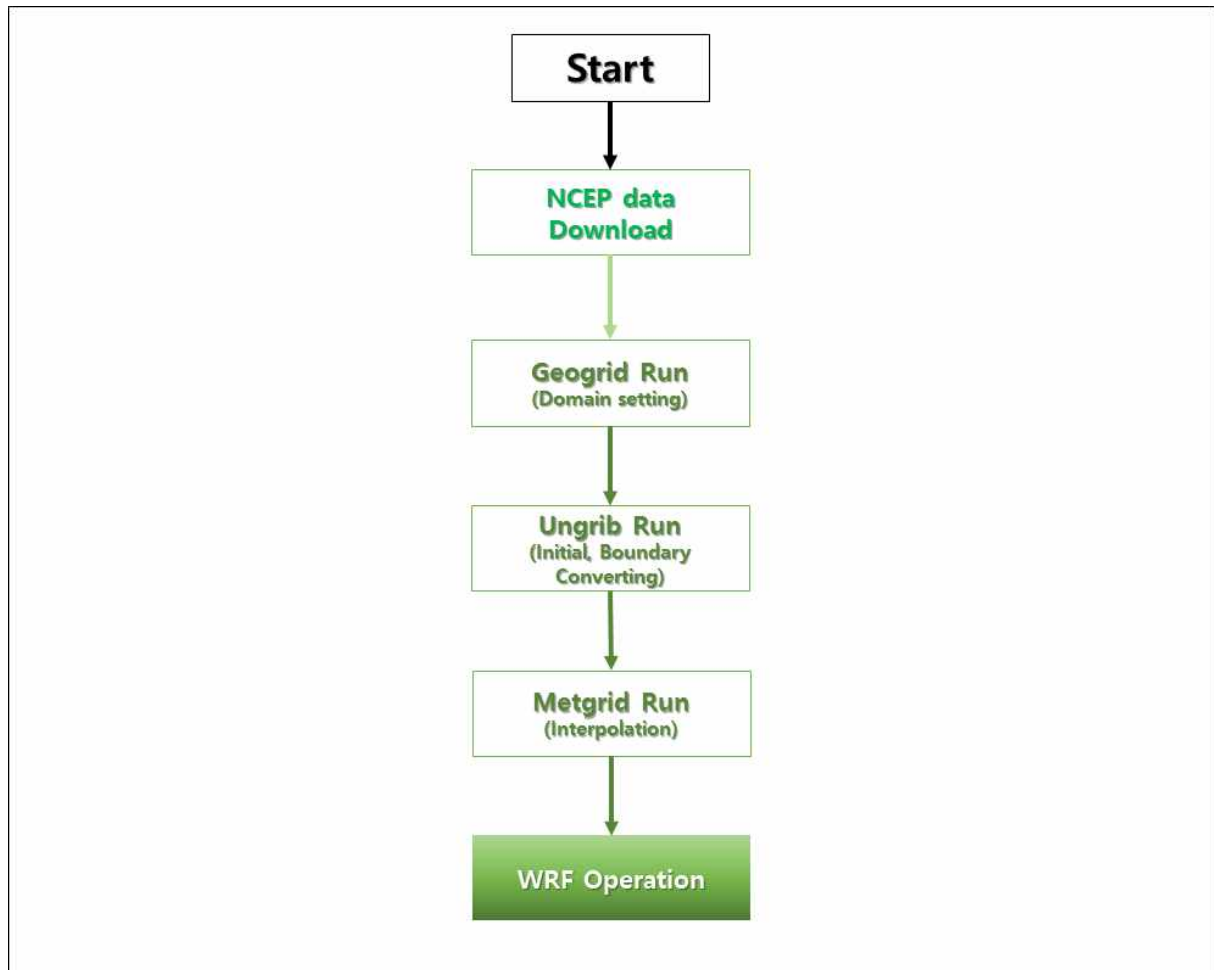 Start
NCEP data
Download
Geogrid Run
(Domain setting)
Ungrib Run
(Initial, Boundary
Converting)
Metgrid Run
(Interpolation)
WRF Operation